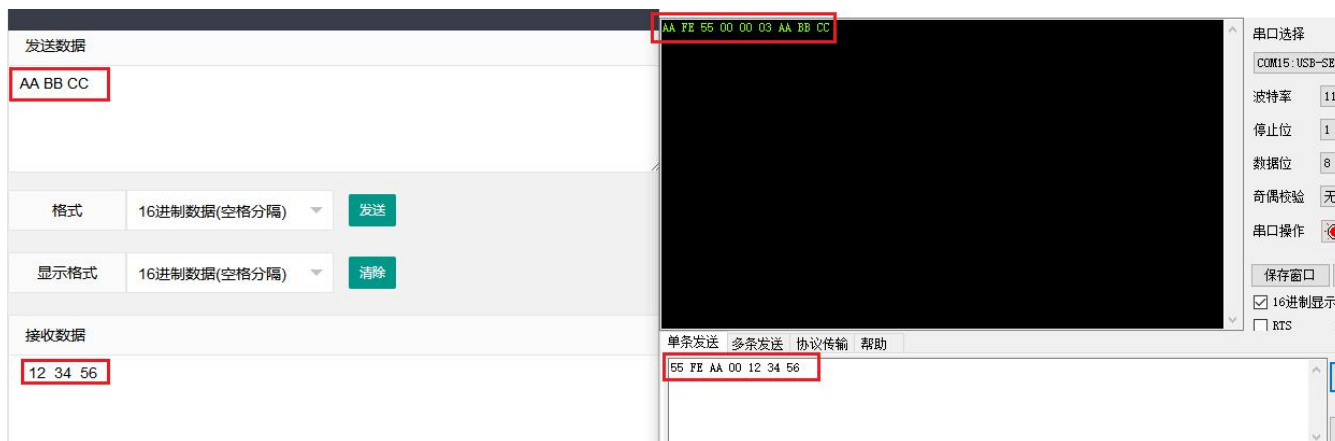 发送数据
AA BB CC
格式
16进制数据(空格分隔)
发送
显示格式
16进制数据(空格分隔)
清除
接收数据
12 34 56
AA FE 55 00 00 03 AA BB CC
串口选择
COM15:USB-SE
波特率 11
停止位 1
数据位 8
奇偶校验 无
串口操作
保存窗口
16进制显示
RTS
单条发送 多条发送 协议传输 帮助
55 FE AA 00 12 34 56